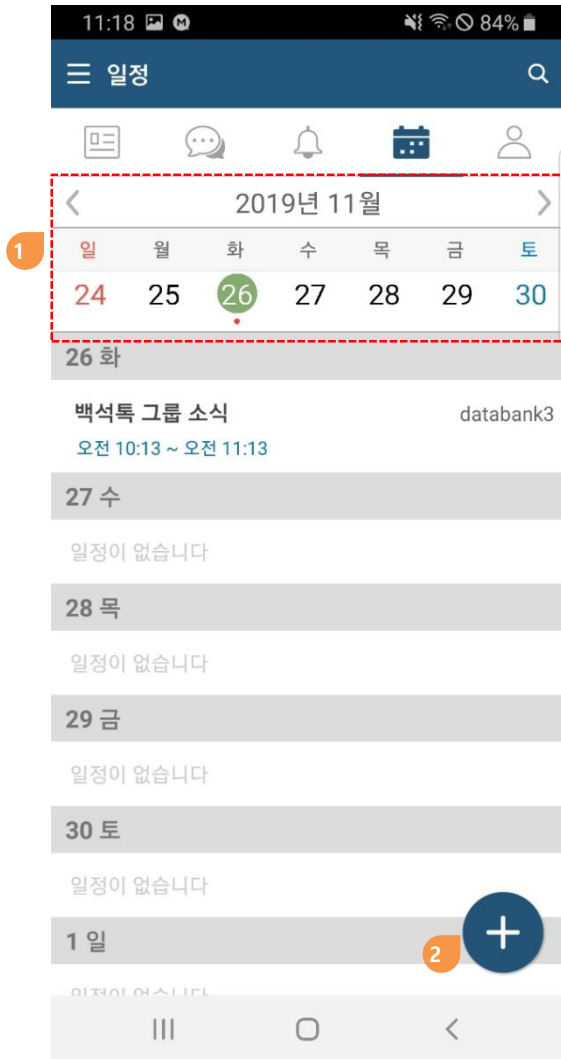 11:18 84%
일정
2019년 11월
1
일 월 화 수 목 금 토
24 25 26 27 28 29 30
26 화
백석톡 그룹 소식 databank3
오전 10:13 ~ 오전 11:13
27 수
일정이 없습니다
28 목
일정이 없습니다
29 금
일정이 없습니다
30 토
일정이 없습니다
1 일
2